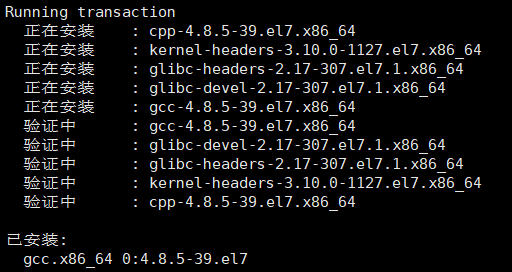 Running transaction
正在安装 : cpp-4.8.5-39.el7.x86_64
正在安装 : kernel-headers-3.10.0-1127.el7.x86_64
正在安装 : glibc-headers-2.17-307.el7.1.x86_64
正在安装 : glibc-devel-2.17-307.el7.1.x86_64
正在安装 : gcc-4.8.5-39.el7.x86_64
验证中 : gcc-4.8.5-39.el7.x86_64
验证中 : glibc-devel-2.17-307.el7.1.x86_64
验证中 : glibc-headers-2.17-307.el7.1.x86_64
验证中 : kernel-headers-3.10.0-1127.el7.x86_64
验证中 : cpp-4.8.5-39.el7.x86_64
已安装:
gcc.x86_64 0:4.8.5-39.el7